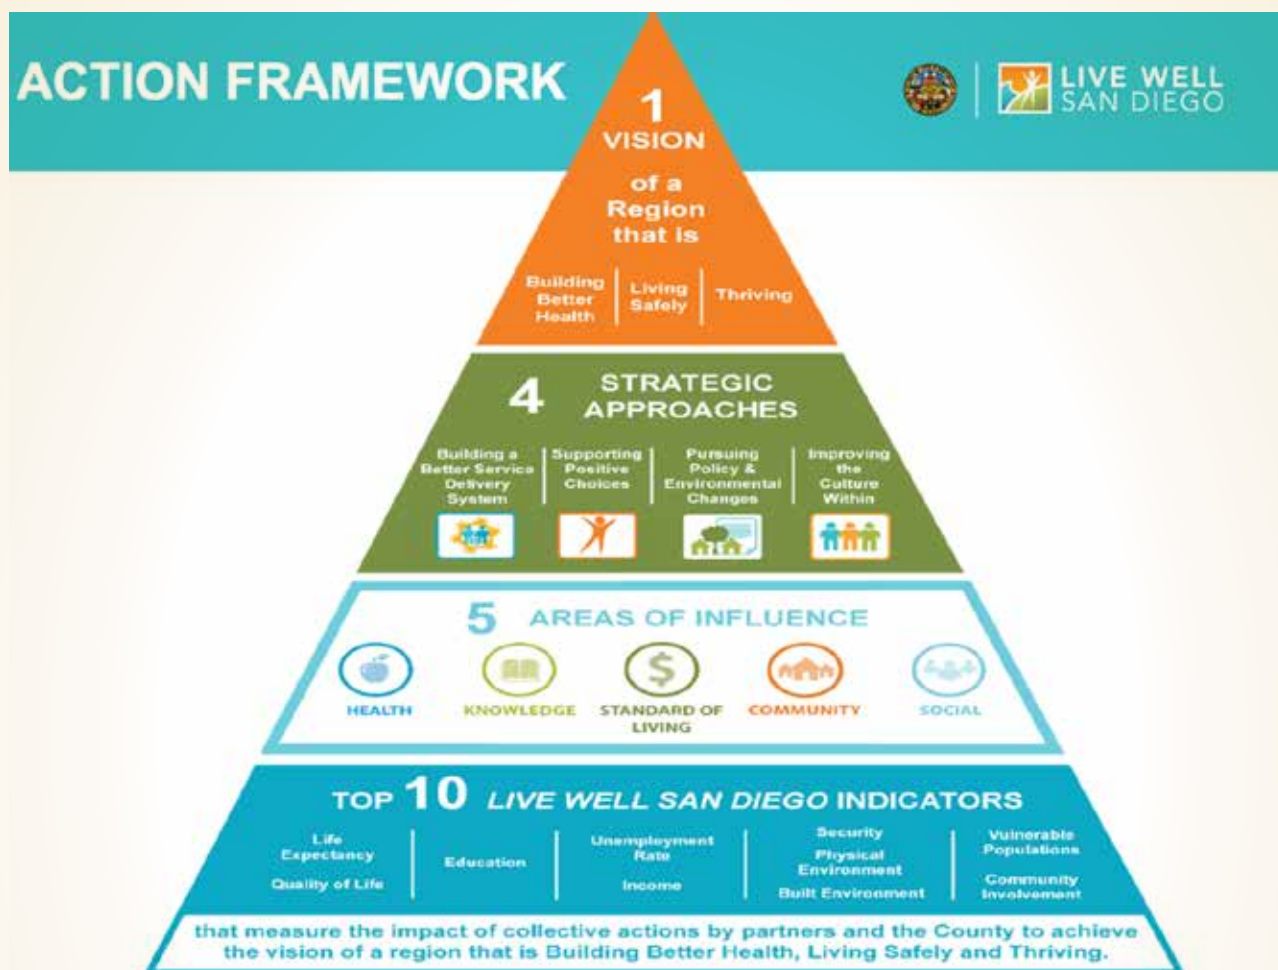 ACTION FRAMEWORK
LIVE WELL
SAN DIEGO
1
VISION
of a
Region
that is
Building
Better
Health
Living
Safely
Thriving
4
STRATEGIC
APPROACHES
Building a
Better Service
Delivery
System
Supporting
Positive
Choices
Pursuing
Policy &
Environmental
Changes
Improving
the
Culture
Within
5 AREAS OF INFLUENCE
HEALTH
KNOWLEDGE
STANDARD OF
LIVING
COMMUNITY
SOCIAL
TOP 10 LIVE WELL SAN DIEGO INDICATORS
Life
Expectancy
Quality of Life
Education
Unemployment
Rate
Income
Security
Physical
Environment
Built Environment
Vulnerable
Populations
Community
Involvement
that measure the impact of collective actions by partners and the County to achieve
the vision of a region that is Building Better Health, Living Safely and Thriving.